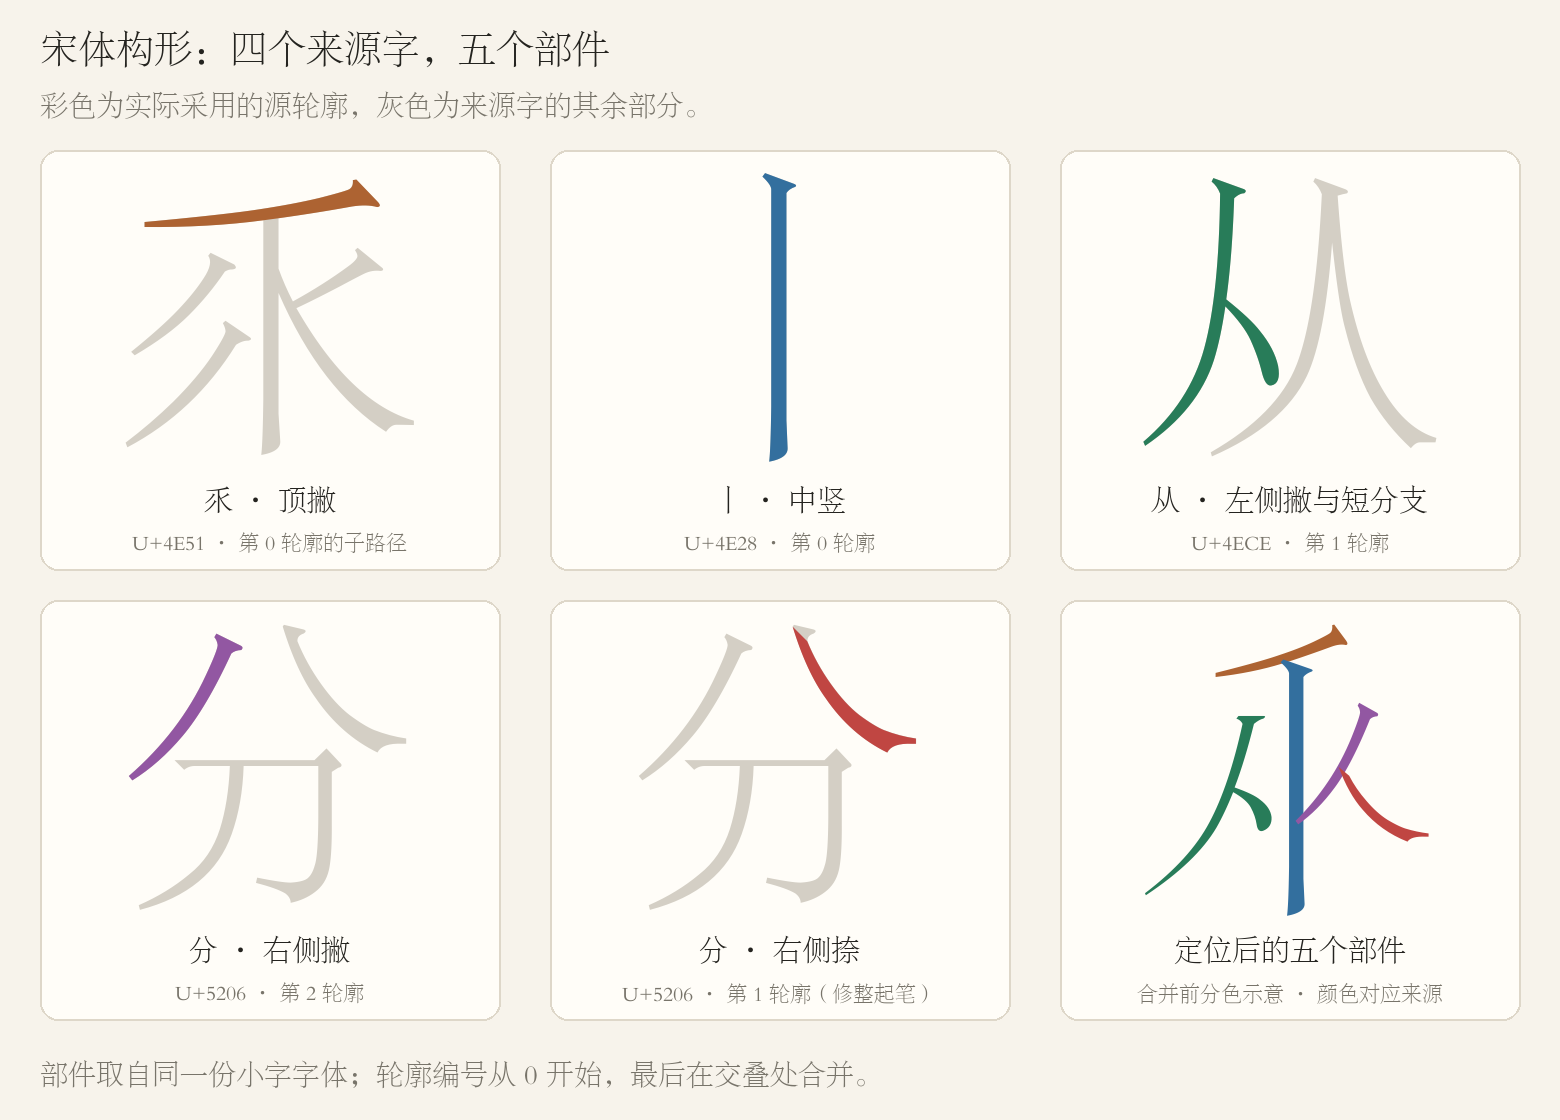 宋体构形：四个来源字，五个部件
彩色为实际采用的源轮廓，灰色为来源字的其余部分。
乑 · 顶撇
U+4E51 · 第 0 轮廓的子路径
丨 · 中竖
U+4E28 · 第 0 轮廓
从 · 左侧撇与短分支
U+4ECE · 第 1 轮廓
分 · 右侧撇
U+5206 · 第 2 轮廓
分 · 右侧捺
U+5206 · 第 1 轮廓（修整起笔）
定位后的五个部件
合并前分色示意 · 颜色对应来源
部件取自同一份小字字体；轮廓编号从 0 开始，最后在交叠处合并。